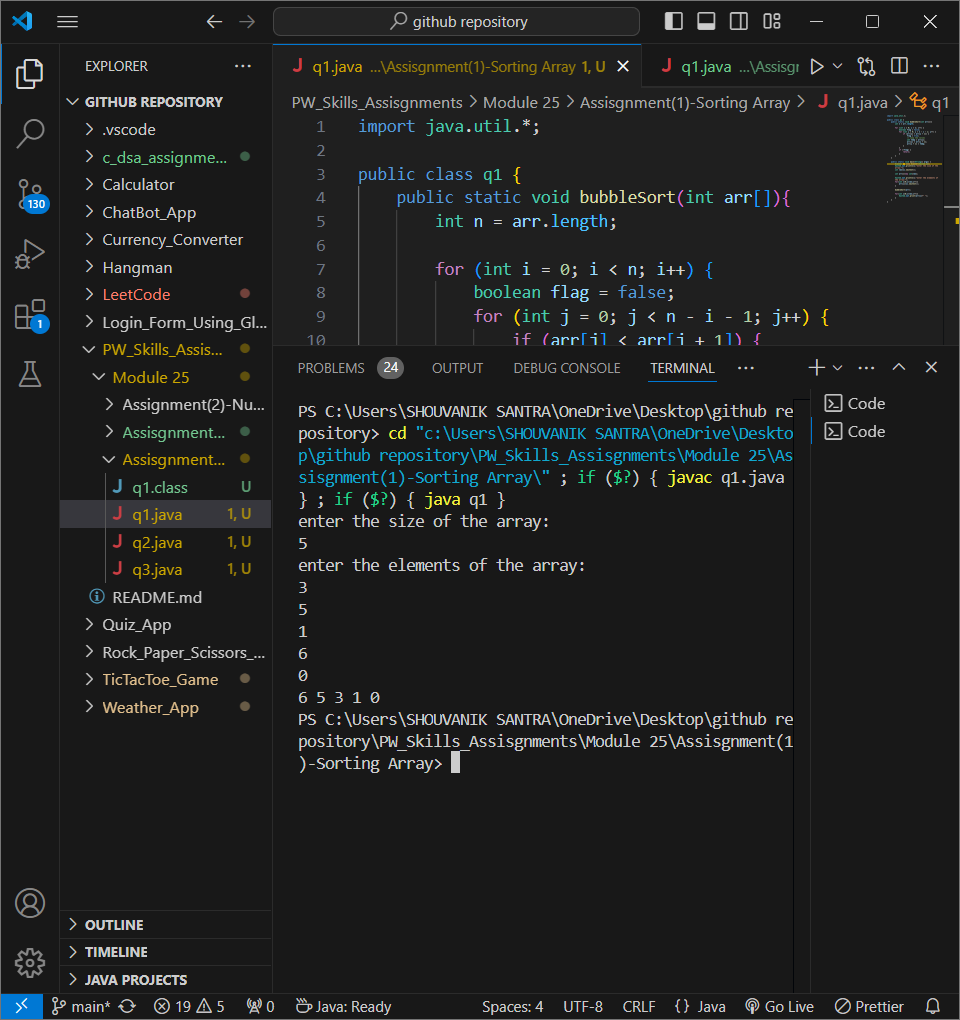 github repository
EXPLORER
GITHUB REPOSITORY
.vscode
c_dsa_assignme...
Calculator
ChatBot_App
Currency_Converter
Hangman
LeetCode
Login_Form_Using_Gl...
PW_Skills_Assis...
Module 25
Assignment(2)-Nu...
Assisgnment...
Assisgnment...
J q1.class U
J q1.java 1, U
J q2.java 1, U
J q3.java 1, U
README.md
Quiz_App
Rock_Paper_Scissors_...
TicTacToe_Game
Weather_App
OUTLINE
TIMELINE
JAVA PROJECTS
130
1
J q1.java ...\Assisgnment(1)-Sorting Array 1, U
J q1.java ...\Assigr
PW_Skills_Assisgnments > Module 25 > Assisgnment(1)-Sorting Array > J q1.java > q1
1 import java.util.*;
2
3 public class q1 {
4 public static void bubbleSort(int arr[]){
5 int n = arr.length;
6
7 for (int i = 0; i < n; i++) {
8 boolean flag = false;
9 for (int j = 0; j < n - i - 1; j++) {
10 if (arr[j] < arr[j + 1]) {
PROBLEMS 24 OUTPUT DEBUG CONSOLE TERMINAL
PS C:\Users\SHOUVANIK SANTRA\OneDrive\Desktop\github re
pository> cd "c:\Users\SHOUVANIK SANTRA\OneDrive\Deskto
p\github repository\PW_Skills_Assisgnments\Module 25\As
sisgnment(1)-Sorting Array\" ; if ($?) { javac q1.java
} ; if ($?) { java q1 }
enter the size of the array:
5
enter the elements of the array:
3
5
1
6
0
6 5 3 1 0
PS C:\Users\SHOUVANIK SANTRA\OneDrive\Desktop\github re
pository\PW_Skills_Assisgnments\Module 25\Assisgnment(1
)-Sorting Array>
Code
Code
main* 19 5 0 Java: Ready Spaces: 4 UTF-8 CRLF {} Java Go Live Prettier